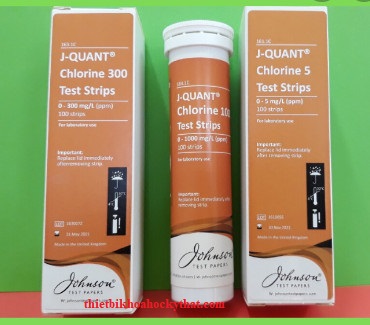 J-QUANT®
Chlorine 300
Test Strips
0 - 300 mg/L (ppm)
100 strips
For laboratory use
Important:
Replace lid immediately
after removing strip
Made in the United Kingdom
Johnson
TEST PAPERS
J-QUANT®
Chlorine 100
Test Strips
0 - 1000 mg/L (ppm)
100 strips
For laboratory use
Important:
Replace lid immediately
after removing strip
Johnson
TEST PAPERS
J-QUANT®
Chlorine 5
Test Strips
0 - 5 mg/L (ppm)
100 strips
For laboratory use
Important:
Replace lid immediately
after removing strip
Made in the United Kingdom
Johnson
TEST PAPERS
thietbikhoahockythat.com